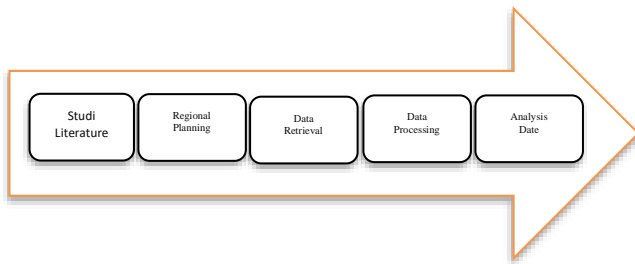 Studi
Literature
Regional
Planning
Data
Retrieval
Data
Processing
Analysis
Date